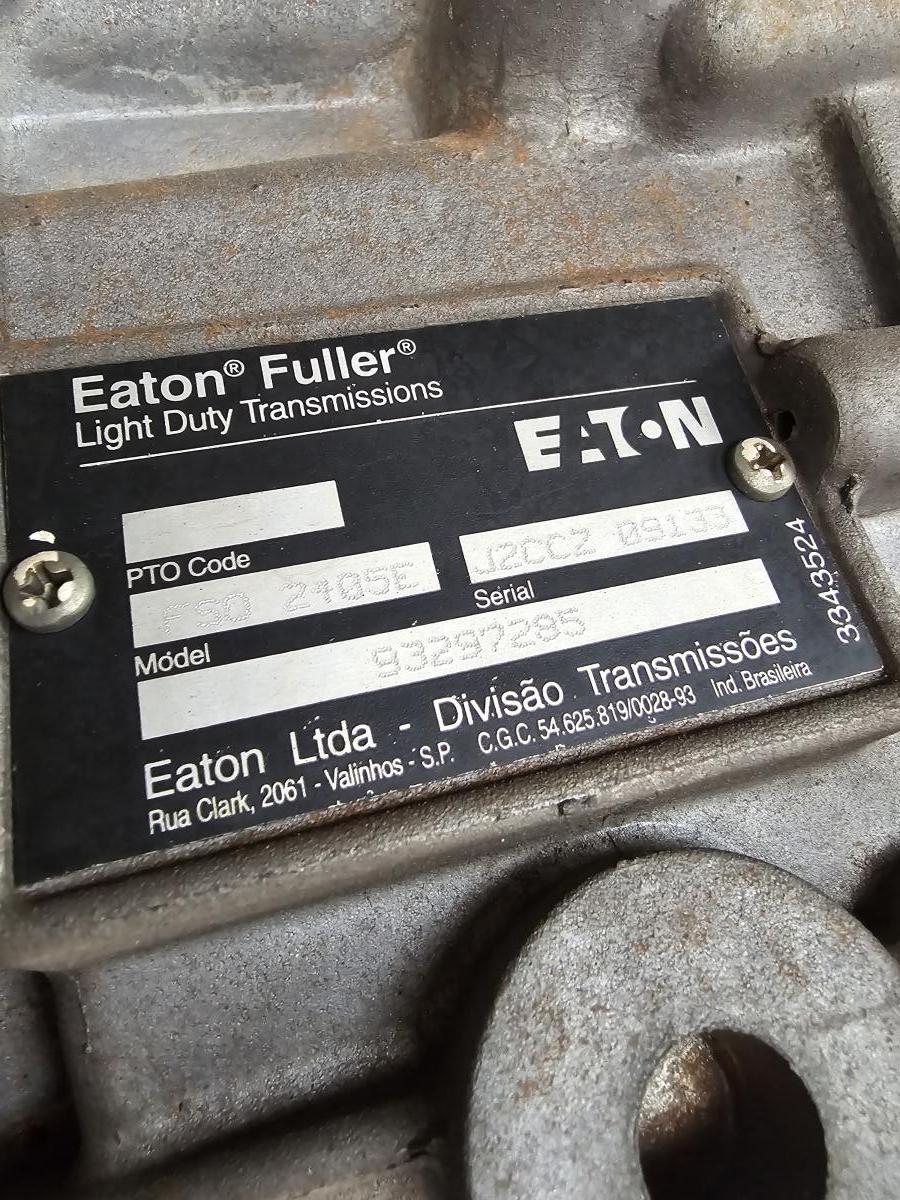 Eaton® Fuller®
Light Duty Transmissions
EATON
PTO Code
FSO 2405E
Model
J2CC2 09133
Serial
93297285
Eaton Ltda - Divisão Transmissões
Rua Clark, 2061 - Valinhos - S.P. C.G.C. 54.625.819/0028-93 Ind. Brasileira
3343524